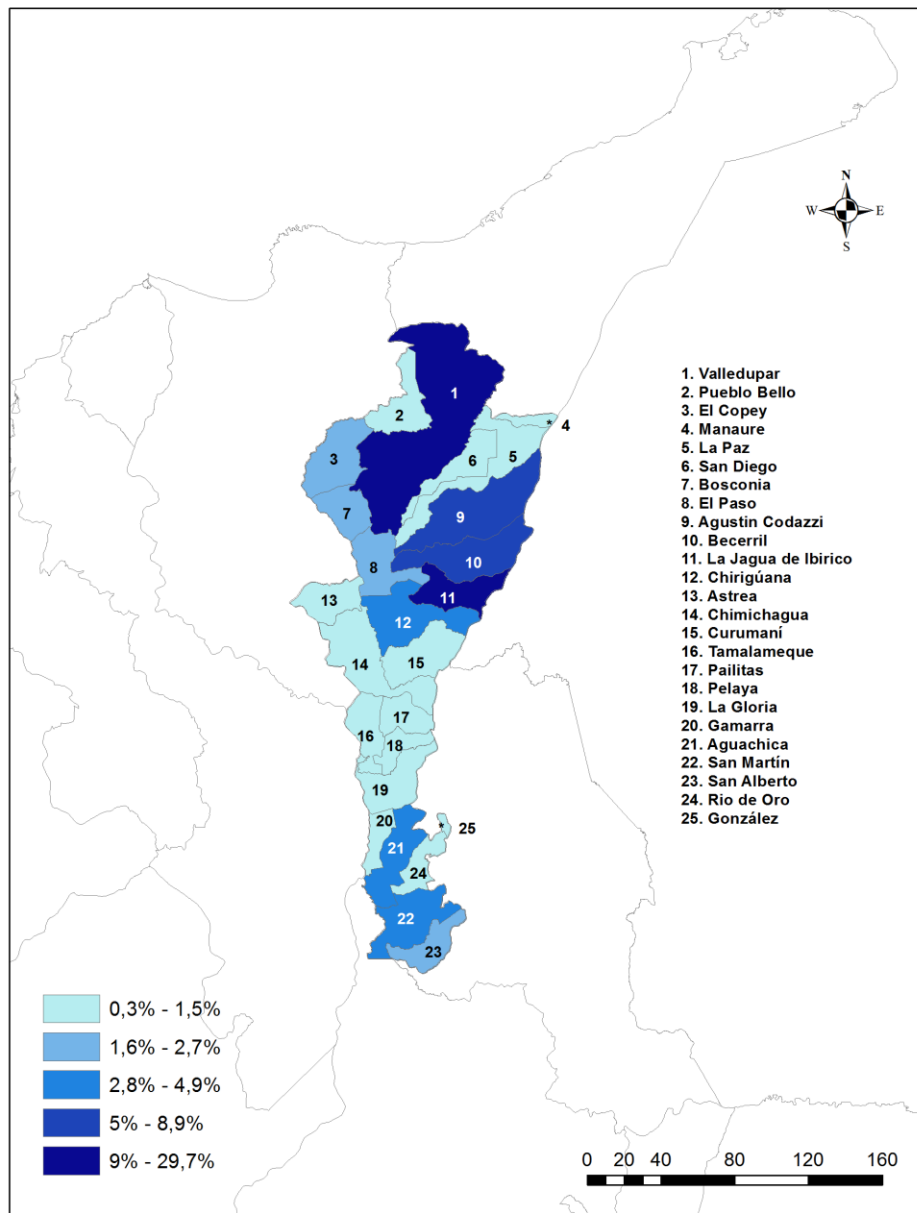 N
W E
S
1
2
3
* 4
5
6
7
8
9
10
11
12
13
14
15
16
17
18
19
20
21
22
23
24
* 25
1. Valledupar
2. Pueblo Bello
3. El Copey
4. Manaure
5. La Paz
6. San Diego
7. Bosconia
8. El Paso
9. Agustin Codazzi
10. Becerril
11. La Jagua de Ibirico
12. Chirigúana
13. Astrea
14. Chimichagua
15. Curumaní
16. Tamalameque
17. Pailitas
18. Pelaya
19. La Gloria
20. Gamarra
21. Aguachica
22. San Martín
23. San Alberto
24. Rio de Oro
25. González
0,3% - 1,5%
1,6% - 2,7%
2,8% - 4,9%
5% - 8,9%
9% - 29,7%
0 20 40 80 120 160